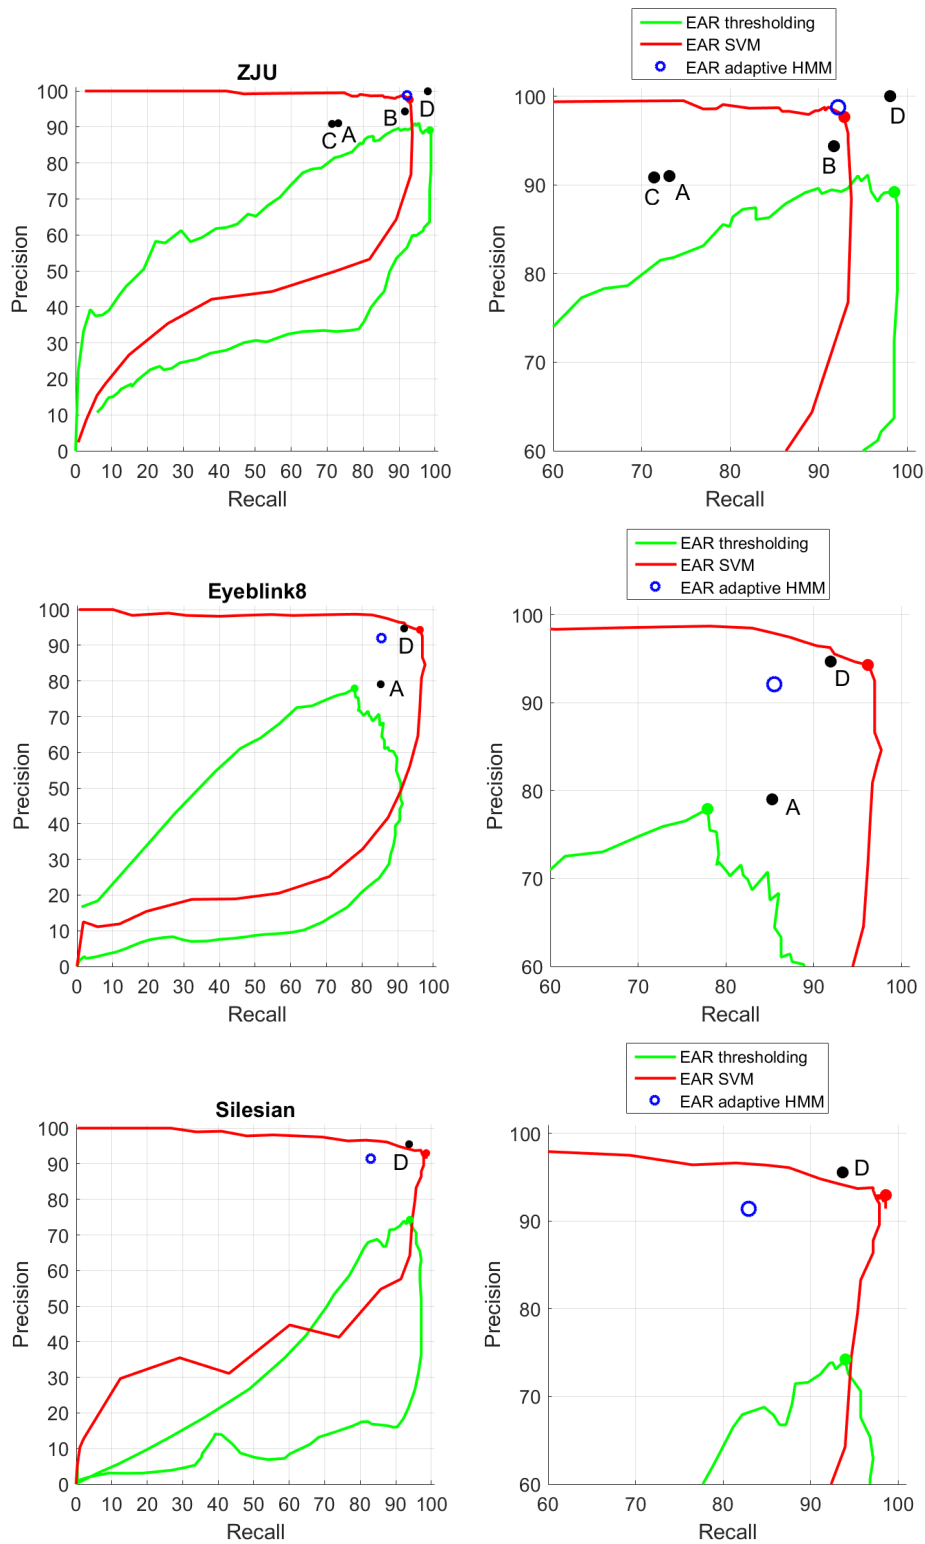 EAR thresholding
EAR SVM
EAR adaptive HMM
ZJU
100
90
80
70
60
50
40
30
20
10
0
Precision
C
A
B
D
0 10 20 30 40 50 60 70 80 90 100
Recall
100
90
80
70
60
Precision
C
A
B
D
60 70 80 90 100
Recall
EAR thresholding
EAR SVM
EAR adaptive HMM
Eyeblink8
100
90
80
70
60
50
40
30
20
10
0
Precision
D
A
0 10 20 30 40 50 60 70 80 90 100
Recall
100
90
80
70
60
Precision
D
A
60 70 80 90 100
Recall
EAR thresholding
EAR SVM
EAR adaptive HMM
Silesian
100
90
80
70
60
50
40
30
20
10
0
Precision
D
0 10 20 30 40 50 60 70 80 90 100
Recall
100
90
80
70
60
Precision
D
60 70 80 90 100
Recall